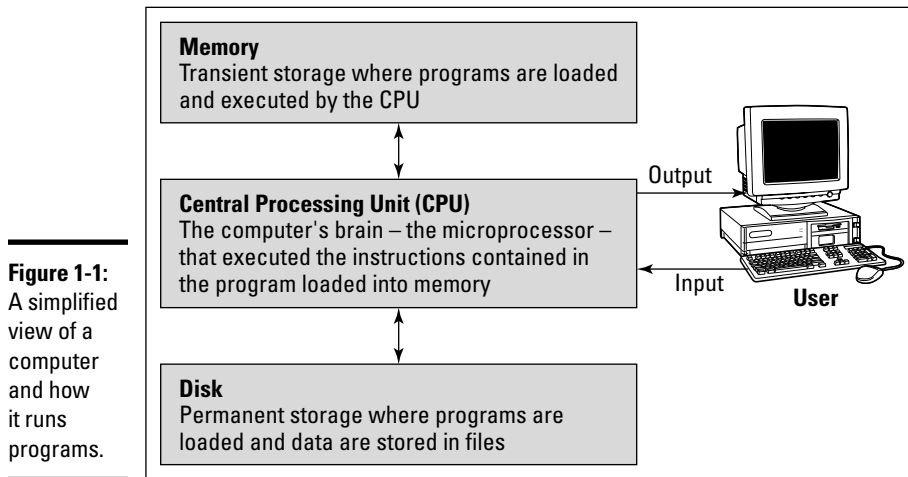 Memory
Transient storage where programs are loaded
and executed by the CPU
Output
Central Processing Unit (CPU)
The computer's brain – the microprocessor –
that executed the instructions contained in
the program loaded into memory
Input
User
Disk
Permanent storage where programs are
loaded and data are stored in files
Figure 1-1:
A simplified
view of a
computer
and how
it runs
programs.